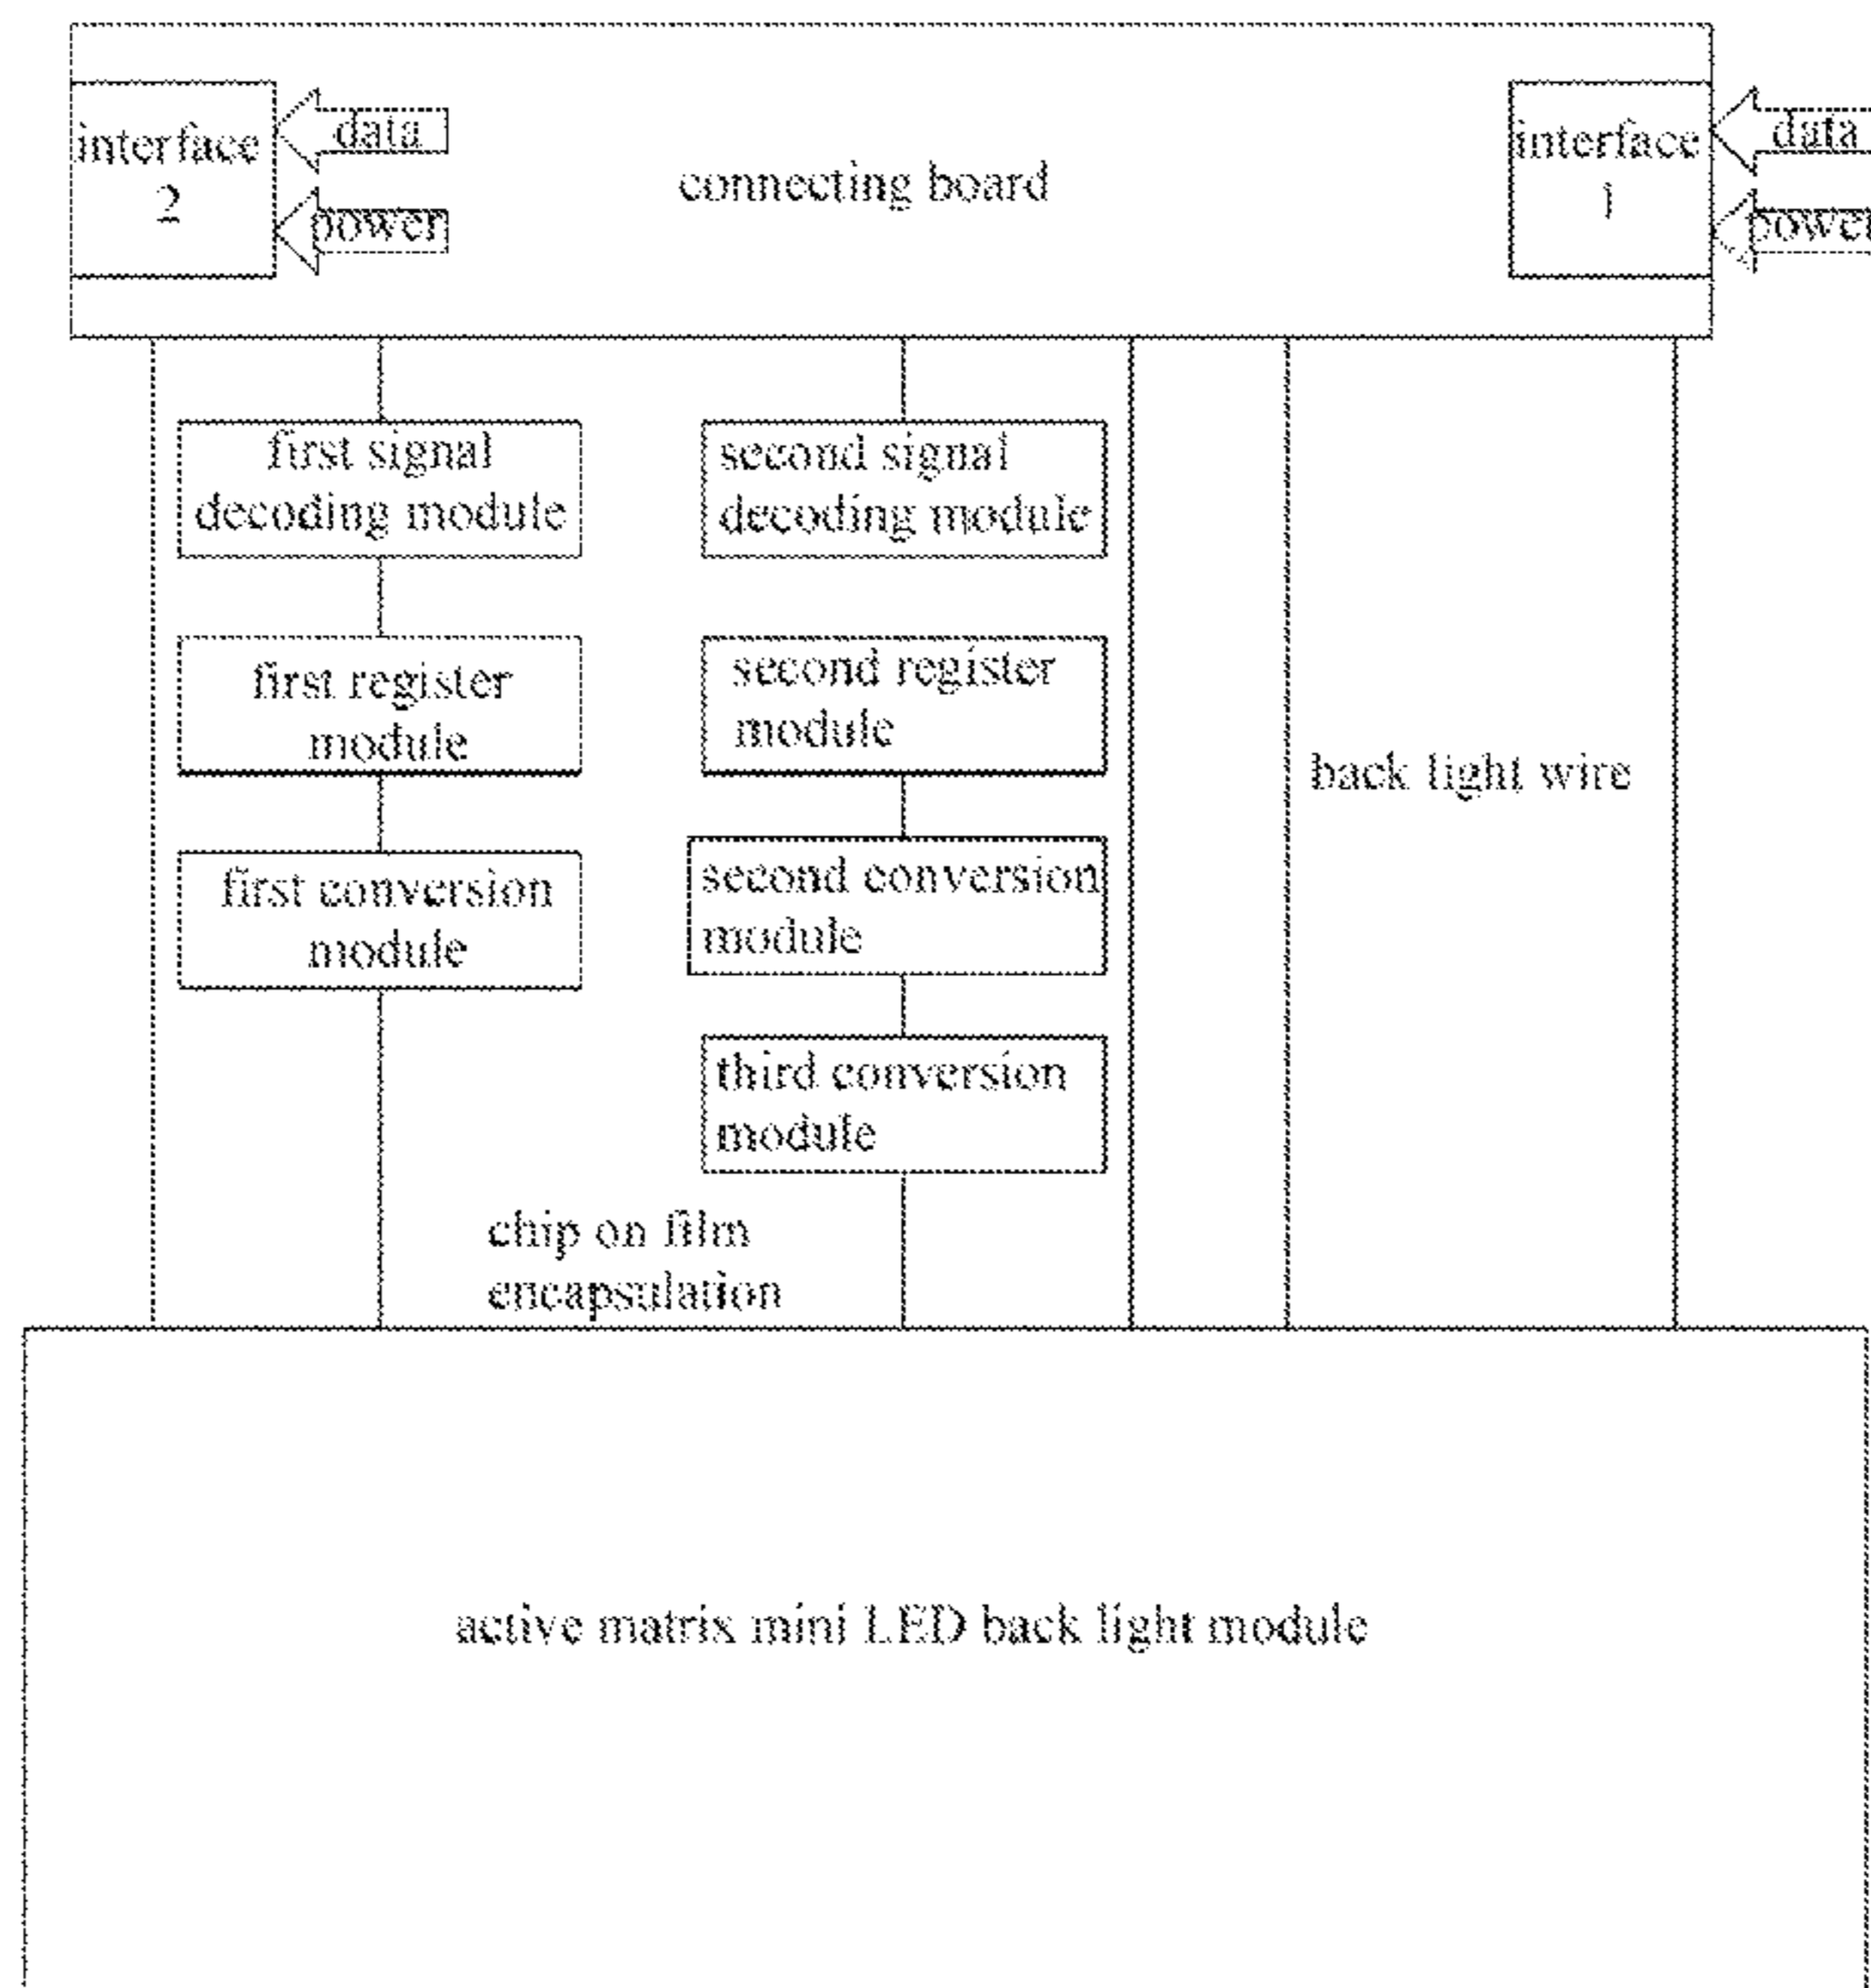 interface
2
data
power
connecting board
interface
1
data
power
first signal
decoding module
second signal
decoding module
first register
module
second register
module
back light wire
first conversion
module
second conversion
module
third conversion
module
chip on film
encapsulation
active matrix mini LED back light module